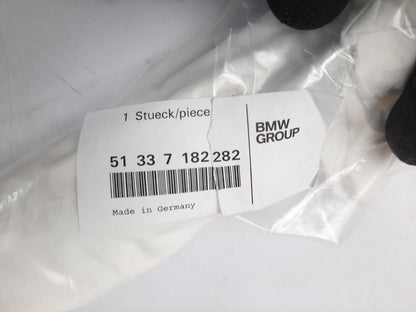 1 Stueck/piece
BMW
GROUP
51 33 7 182 282
Made in Germany